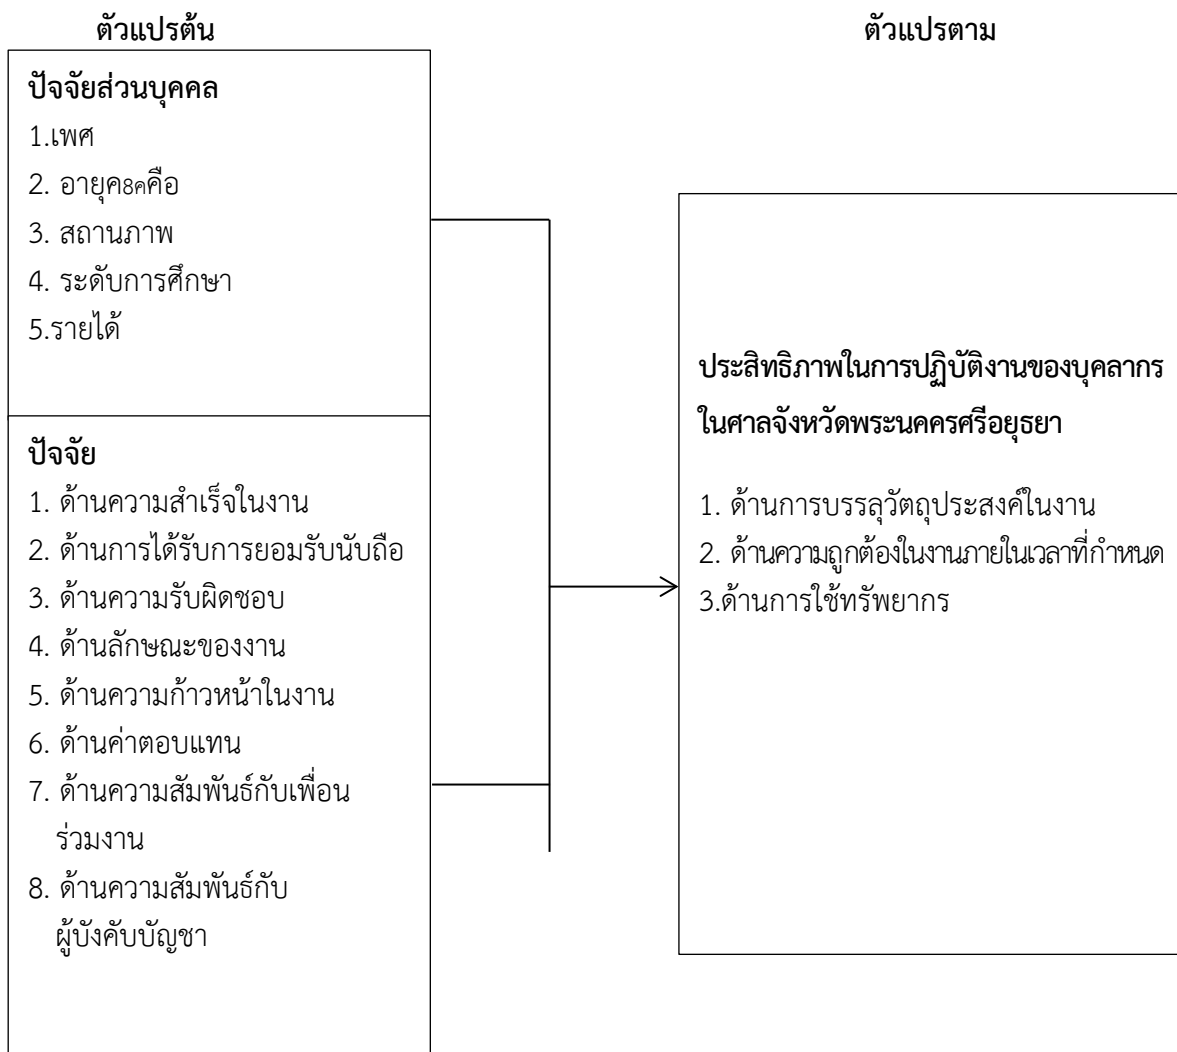 ตัวแปรต้น
ตัวแปรตาม
ปัจจัยส่วนบุคคล
1.เพศ
2. อายุค8คคือ
3. สถานภาพ
4. ระดับการศึกษา
5.รายได้
ปัจจัย
1. ด้านความสำเร็จในงาน
2. ด้านการได้รับการยอมรับนับถือ
3. ด้านความรับผิดชอบ
4. ด้านลักษณะของงาน
5. ด้านความก้าวหน้าในงาน
6. ด้านค่าตอบแทน
7. ด้านความสัมพันธ์กับเพื่อน
ร่วมงาน
8. ด้านความสัมพันธ์กับ
ผู้บังคับบัญชา
ประสิทธิภาพในการปฏิบัติงานของบุคลากร
ในศาลจังหวัดพระนคครศรีอยุธยา
1. ด้านการบรรลุวัตถุประสงค์ในงาน
2. ด้านความถูกต้องในงานภายในเวลาที่กำหนด
3.ด้านการใช้ทรัพยากร